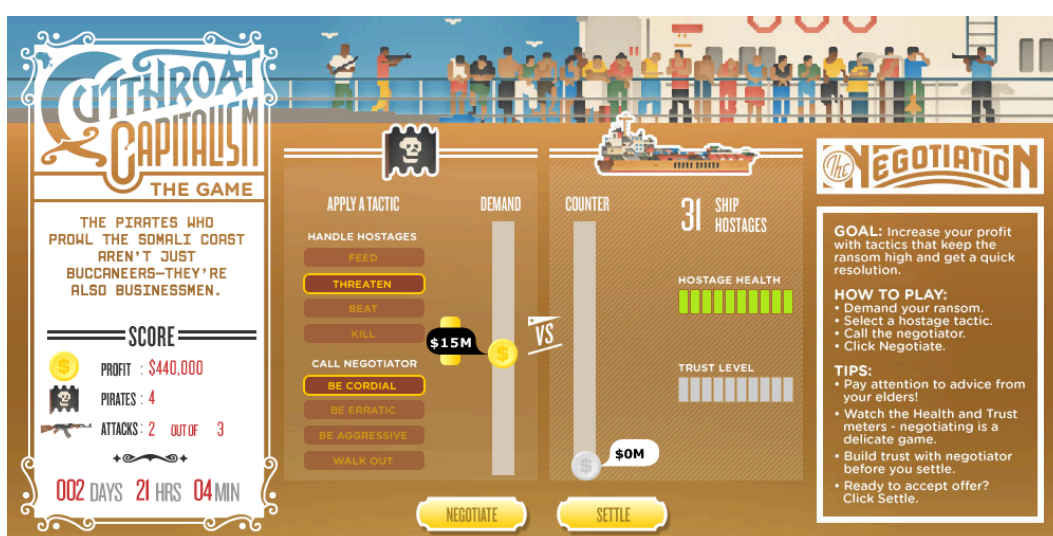 CUTTHROAT
CAPITALISM
THE GAME
THE PIRATES WHO
PROWL THE SOMALI COAST
AREN'T JUST
BUCCANEERS—THEY'RE
ALSO BUSINESSMEN.
SCORE
PROFIT : $440,000
PIRATES : 4
ATTACKS : 2 OUT OF 3
002 DAYS 21 HRS 04 MIN
APPLY A TACTIC
HANDLE HOSTAGES
FEED
THREATEN
BEAT
KILL
CALL NEGOTIATOR
BE CORDIAL
BE ERRATIC
BE AGGRESSIVE
WALK OUT
DEMAND
$15M
$
VS
COUNTER
$
$0M
31 SHIP
HOSTAGES
HOSTAGE HEALTH
TRUST LEVEL
NEGOTIATE
SETTLE
The NEGOTIATION
GOAL: Increase your profit
with tactics that keep the
ransom high and get a quick
resolution.
HOW TO PLAY:
• Demand your ransom.
• Select a hostage tactic.
• Call the negotiator.
• Click Negotiate.
TIPS:
• Pay attention to advice from
your elders!
• Watch the Health and Trust
meters - negotiating is a
delicate game.
• Build trust with negotiator
before you settle.
• Ready to accept offer?
Click Settle.